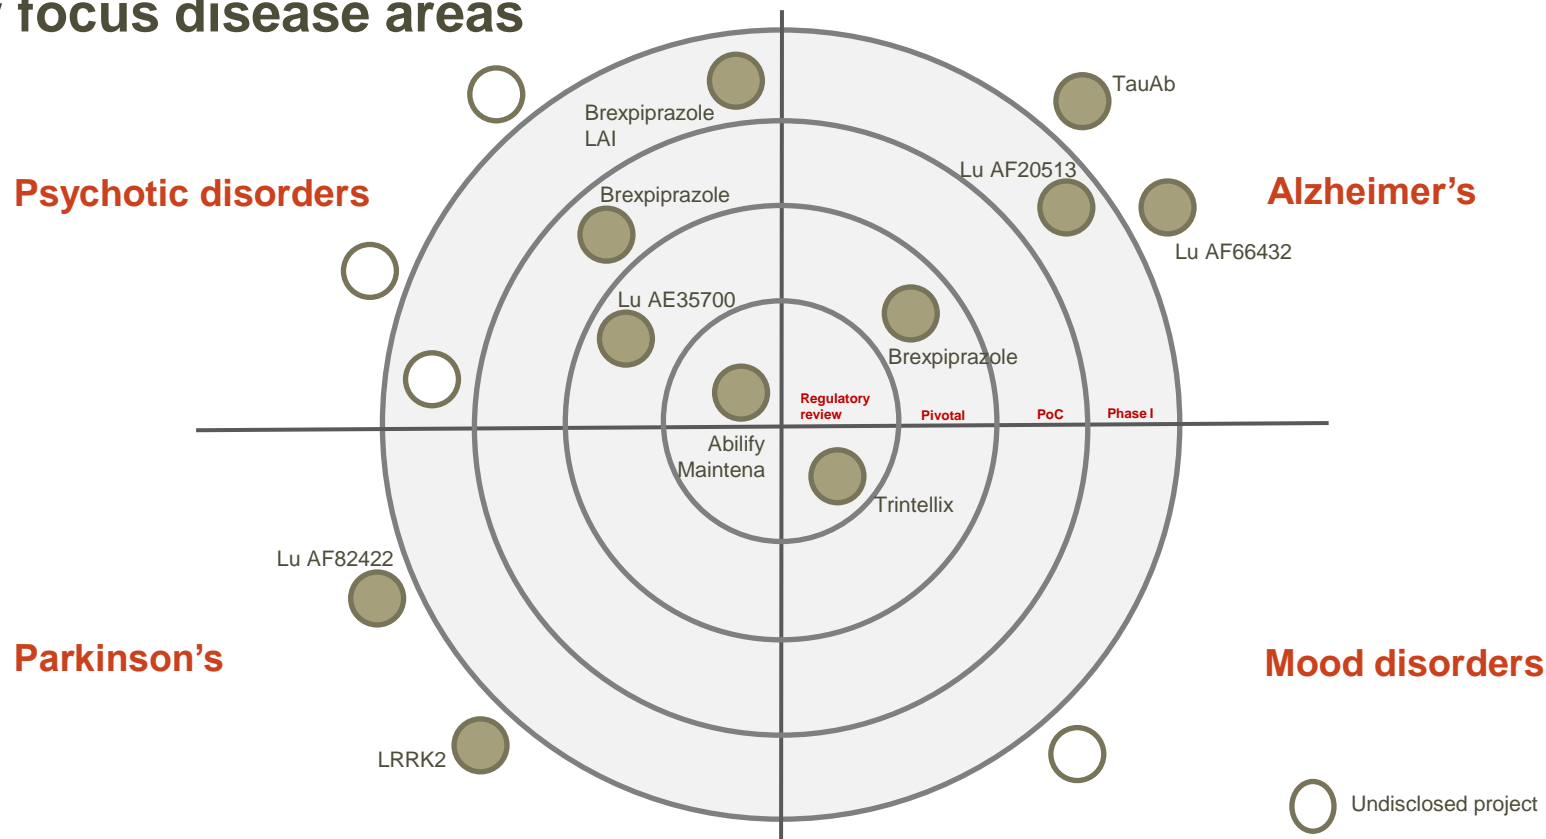 focus disease areas
TauAb
Brexpiprazole
LAI
Lu AF20513
Psychotic disorders
Brexpiprazole
Alzheimer’s
Lu AF66432
Lu AE35700
Brexpiprazole
Regulatory
review
Pivotal
PoC
Phase I
Abilify
Maintena
Trintellix
Lu AF82422
Parkinson’s
Mood disorders
LRRK2
Undisclosed project